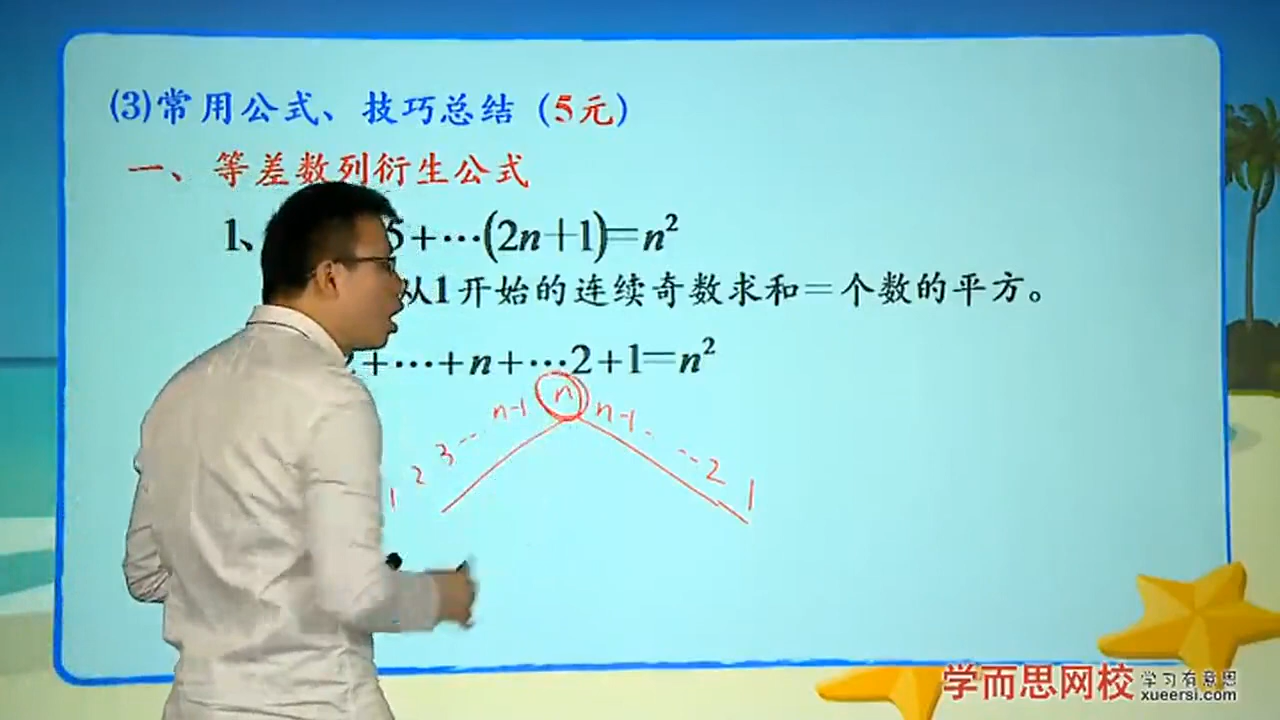 (3)常用公式、技巧总结（5元）
一、等差数列衍生公式
1、 5+···(2n+1)=n²
从1开始的连续奇数求和=个数的平方。
2+···+n+···2+1=n²
n
n-1 n-1
1 2 3 --- -- 2 1
学而思网校 学习有意思
xueersi.com